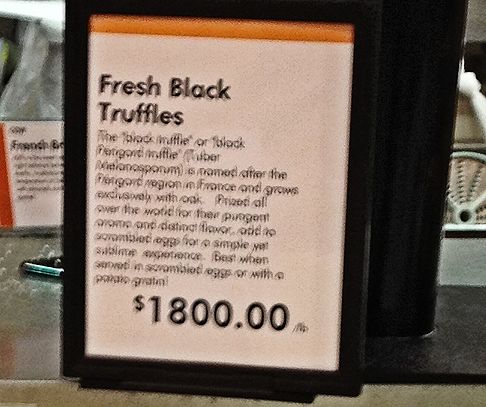 Fresh Black
Truffles
The "black truffle" or "black
Perigord truffle" (Tuber
Melanosporum) is named after the
Perigord region in France and grows
exclusively with oak. Prized all
over the world for their pungent
aroma and distinct flavor, add to
scrambled eggs for a simple yet
sublime experience. Best when
served in scrambled eggs or with a
potato gratin!
$1800.00 /lb
French